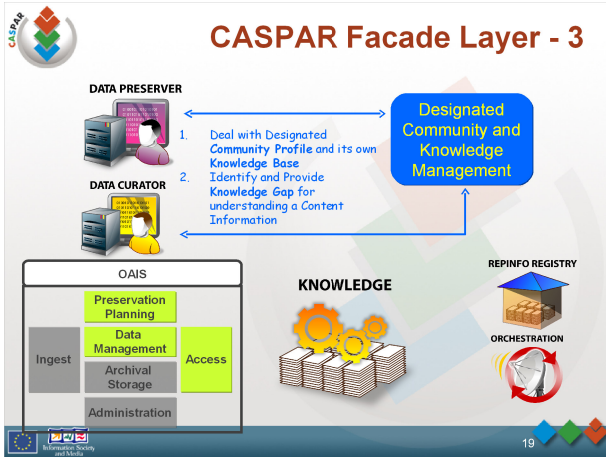 CASPAR
CASPAR Facade Layer - 3
DATA PRESERVER
1. Deal with Designated
Community Profile and its own
Knowledge Base
2. Identify and Provide
Knowledge Gap for
understanding a Content
Information
Designated
Community and
Knowledge
Management
DATA CURATOR
OAIS
Preservation
Planning
Ingest
Data
Management
Access
Archival
Storage
Administration
KNOWLEDGE
REPINFO REGISTRY
ORCHESTRATION
Information Society
and Media
19